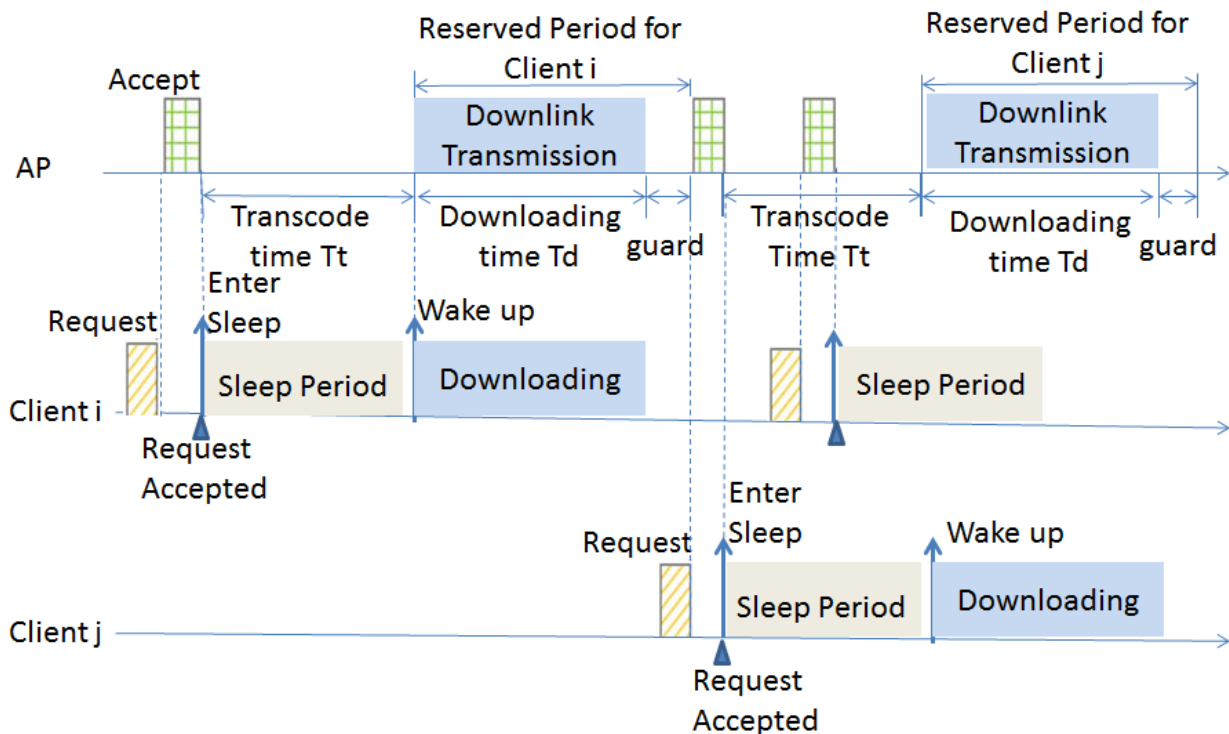 Reserved Period for
Client i
Reserved Period for
Client j
Accept
Downlink
Transmission
Downlink
Transmission
AP
Transcode
time Tt
Downloading
time Td
guard
Transcode
Time Tt
Downloading
time Td
guard
Enter
Sleep
Wake up
Request
Sleep Period
Downloading
Sleep Period
Client i
Request
Accepted
Enter
Sleep
Wake up
Request
Sleep Period
Downloading
Client j
Request
Accepted